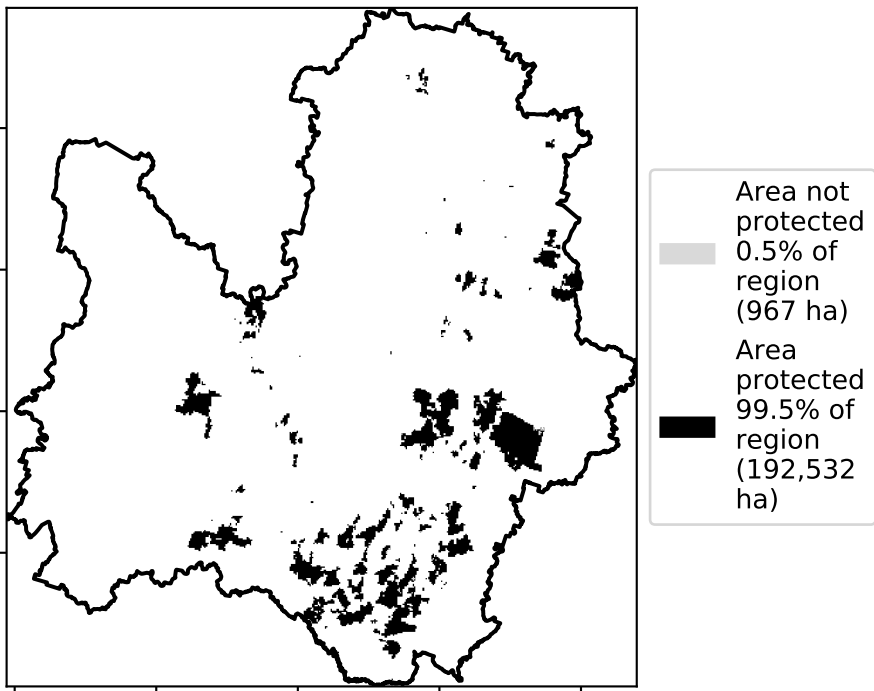 Area not
protected
0.5% of
region
(967 ha)
Area
protected
99.5% of
region
(192,532
ha)